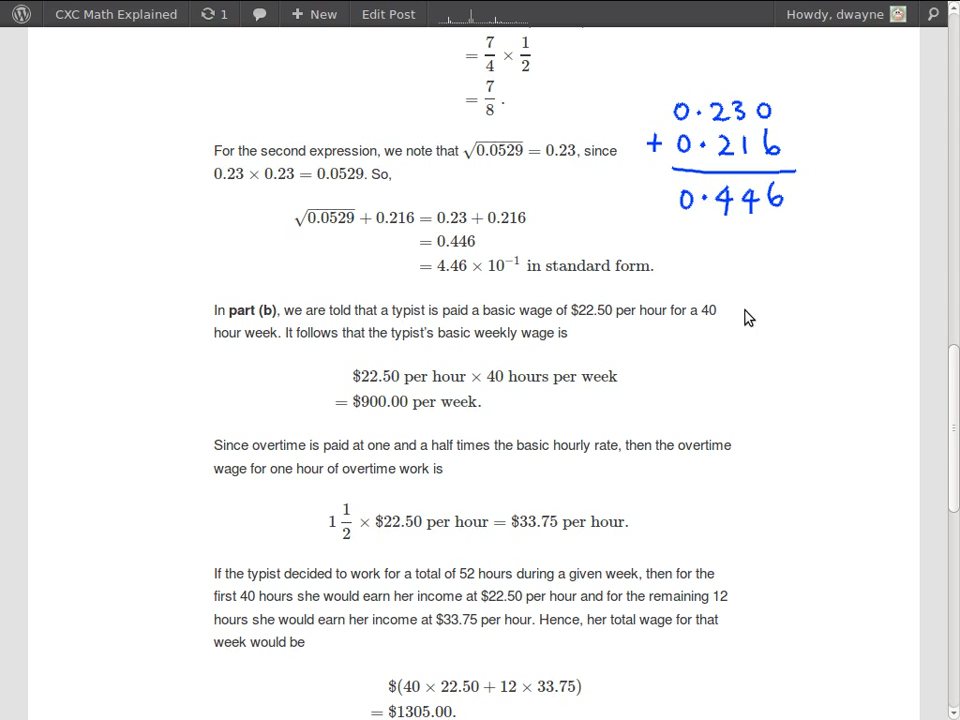 CXC Math Explained 1 + New Edit Post Howdy, dwayne
= 7/4 × 1/2
= 7/8 .
0.230
+ 0.216
0.446
For the second expression, we note that √0.0529 = 0.23, since
0.23 × 0.23 = 0.0529. So,
√0.0529 + 0.216 = 0.23 + 0.216
= 0.446
= 4.46 × 10⁻¹ in standard form.
In part (b), we are told that a typist is paid a basic wage of $22.50 per hour for a 40
hour week. It follows that the typist's basic weekly wage is
$22.50 per hour × 40 hours per week
= $900.00 per week.
Since overtime is paid at one and a half times the basic hourly rate, then the overtime
wage for one hour of overtime work is
1 1/2 × $22.50 per hour = $33.75 per hour.
If the typist decided to work for a total of 52 hours during a given week, then for the
first 40 hours she would earn her income at $22.50 per hour and for the remaining 12
hours she would earn her income at $33.75 per hour. Hence, her total wage for that
week would be
$(40 × 22.50 + 12 × 33.75)
= $1305.00.